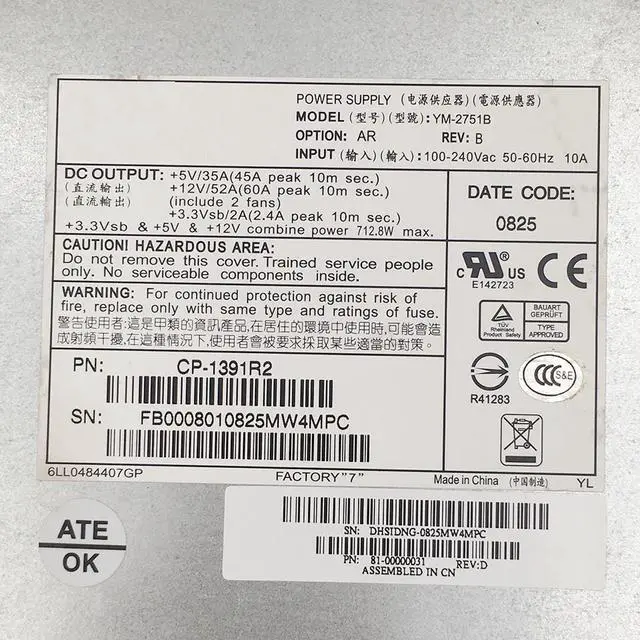 POWER SUPPLY (电源供应器) (電源供應器)
MODEL (型号) (型號): YM-2751B
OPTION: AR REV: B
INPUT (输入) (輸入): 100-240Vac 50-60Hz 10A
DC OUTPUT: +5V/35A(45A peak 10m sec.)
(直流输出) +12V/52A(60A peak 10m sec.)
(直流輸出) (include 2 fans)
+3.3Vsb/2A(2.4A peak 10m sec.)
+3.3Vsb & +5V & +12V combine power 712.8W max.
DATE CODE:
0825
CAUTION! HAZARDOUS AREA:
Do not remove this cover. Trained service people
only. No serviceable components inside.
WARNING: For continued protection against risk of
fire, replace only with same type and ratings of fuse.
警告使用者:這是甲類的資訊產品,在居住的環境中使用時,可能會造
成射頻干擾,在這種情況下,使用者會被要求採取某些適當的對策.
c RU US CE
E142723
TÜV
Rheinland
Product Safety
BAUART
GEPRÜFT
TYPE
APPROVED
R41283
CCC S&E
PN: CP-1391R2
SN: FB0008010825MW4MPC
6LL0484407GP FACTORY"7" Made in China (中国制造) YL
ATE
OK
SN: DHSIDNG-0825MW4MPC
PN: 81-00000031 REV:D
ASSEMBLED IN CN